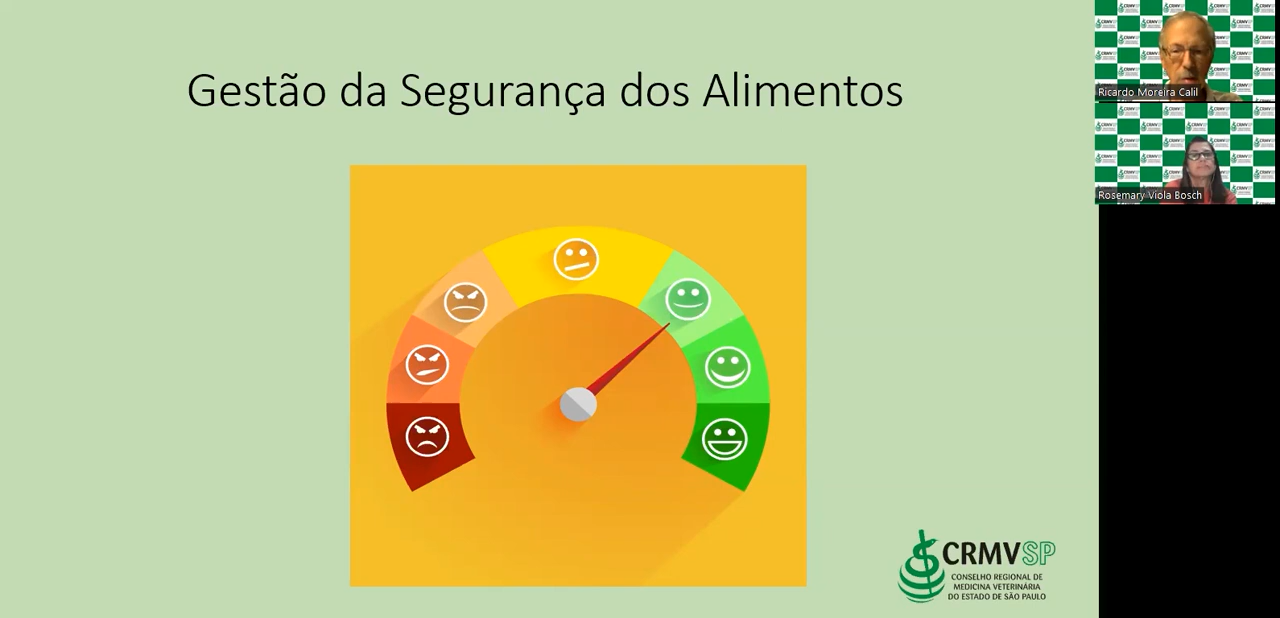 Gestão da Segurança dos Alimentos
Ricardo Moreira Calil
Rosemary Viola Bosch
CRMVSP
CONSELHO REGIONAL DE
MEDICINA VETERINÁRIA
DO ESTADO DE SÃO PAULO